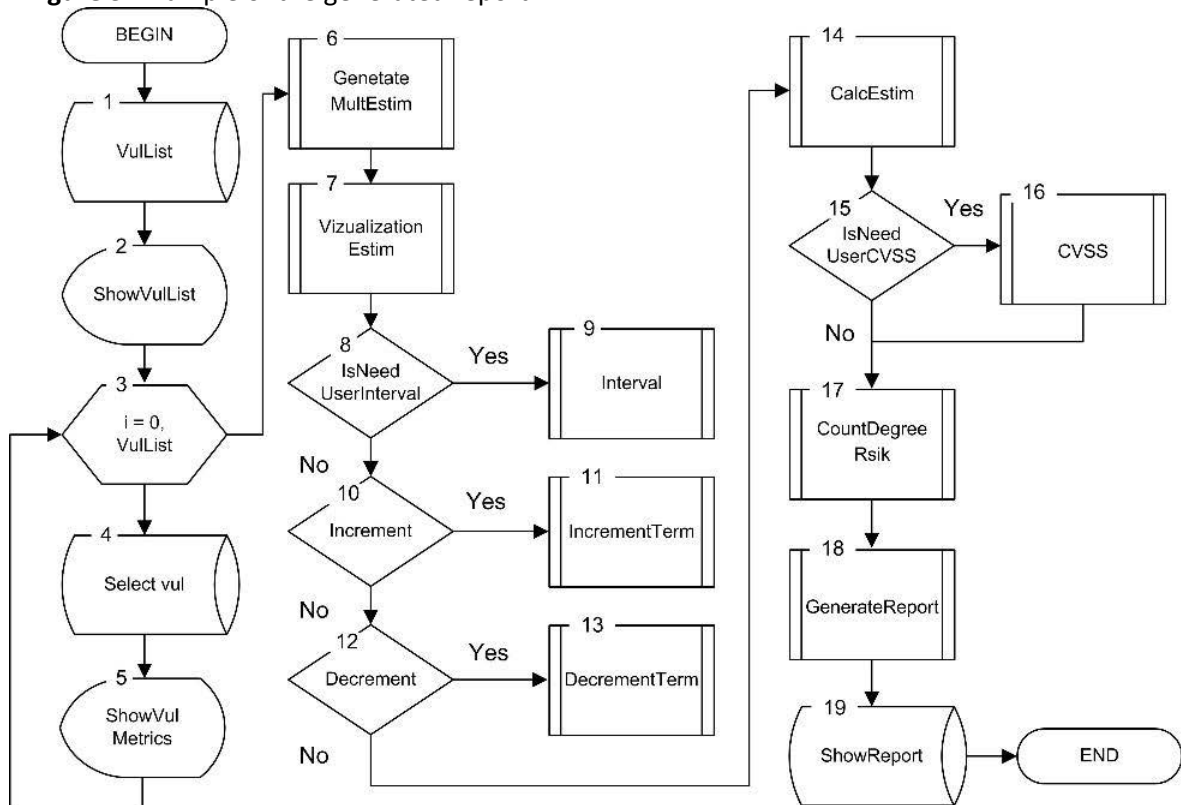 BEGIN
1
VulList
2
ShowVulList
3
i = 0,
VulList
4
Select vul
5
ShowVul
Metrics
6
Genetate
MultEstim
7
Vizualization
Estim
8
IsNeed
UserInterval
Yes
No
9
Interval
10
Increment
Yes
No
11
IncrementTerm
12
Decrement
Yes
No
13
DecrementTerm
14
CalcEstim
15
IsNeed
UserCVSS
Yes
No
16
CVSS
17
CountDegree
Rsik
18
GenerateReport
19
ShowReport
END